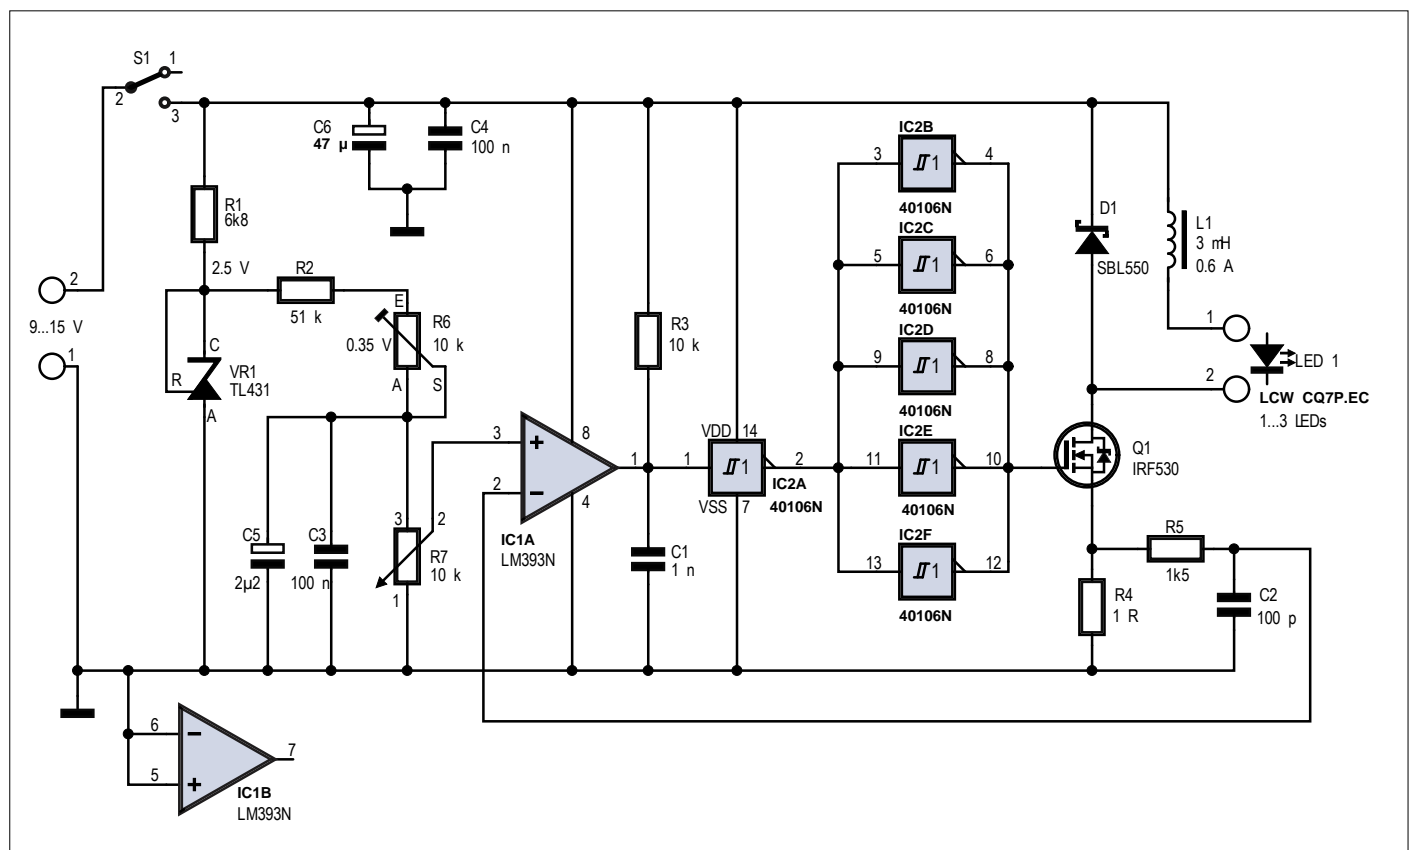 S1
1
2
3
C6
47 µ
C4
100 n
R1
6k8
2.5 V
R2
51 k
2
9...15 V
1
C
R
VR1
TL431
A
E
R6
10 k
0.35 V
A
S
R3
10 k
3
2
8
1
4
IC1A
LM393N
C5
2µ2
C3
100 n
3
2
R7
10 k
1
C1
1 n
VDD
14
1
1
2
VSS
7
IC2A
40106N
IC2B
3
1
4
40106N
IC2C
5
1
6
40106N
IC2D
9
1
8
40106N
IC2E
11
1
10
40106N
IC2F
13
1
12
40106N
D1
SBL550
L1
3 mH
0.6 A
1
LED 1
2
LCW CQ7P.EC
1...3 LEDs
Q1
IRF530
R5
1k5
R4
1 R
C2
100 p
6
5
7
IC1B
LM393N